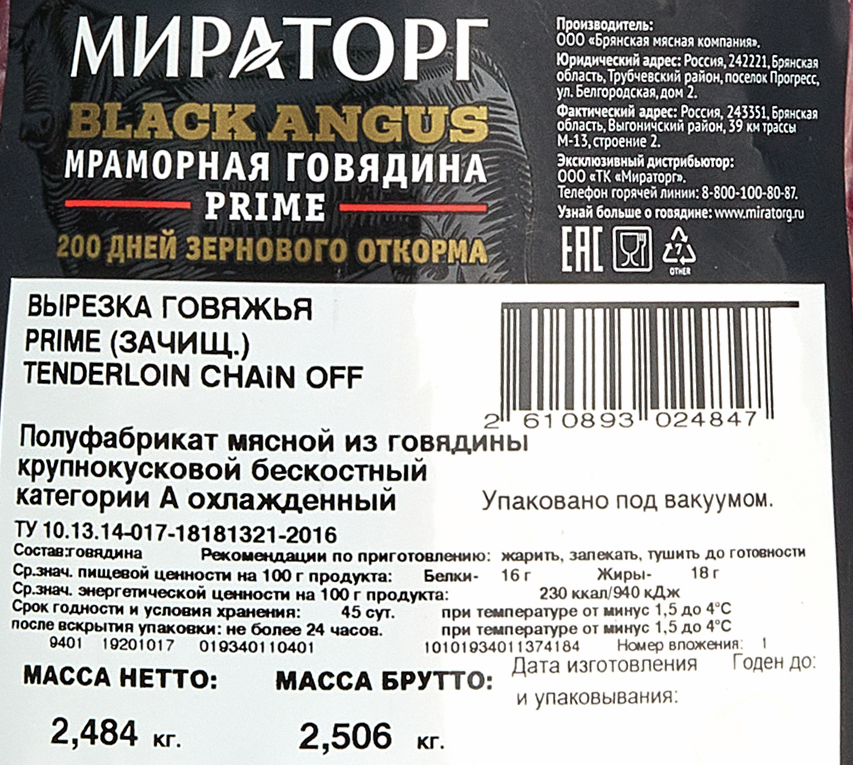 МИРАТОРГ
BLACK ANGUS
МРАМОРНАЯ ГОВЯДИНА
PRIME
200 ДНЕЙ ЗЕРНОВОГО ОТКОРМА
Производитель:
ООО «Брянская мясная компания».
Юридический адрес: Россия, 242221, Брянская
область, Трубчевский район, поселок Прогресс,
ул. Белгородская, дом 2.
Фактический адрес: Россия, 243351, Брянская
область, Выгоничский район, 39 км трассы
М-13, строение 2.
Эксклюзивный дистрибьютор:
ООО «ТК «Мираторг».
Телефон горячей линии: 8-800-100-80-87.
Узнай больше о говядине: www.miratorg.ru
EAC
7
OTHER
ВЫРЕЗКА ГОВЯЖЬЯ
PRIME (ЗАЧИЩ.)
TENDERLOIN CHAiN OFF
2 610893 024847
Полуфабрикат мясной из говядины
крупнокусковой бескостный
категории А охлажденный
Упаковано под вакуумом.
ТУ 10.13.14-017-18181321-2016
Состав:говядина Рекомендации по приготовлению: жарить, запекать, тушить до готовности
Ср.знач. пищевой ценности на 100 г продукта: Белки- 16 г Жиры- 18 г
Ср.знач. энергетической ценности на 100 г продукта: 230 ккал/940 кДж
Срок годности и условия хранения: 45 сут. при температуре от минус 1,5 до 4°С
после вскрытия упаковки: не более 24 часов. при температуре от минус 1,5 до 4°С
9401 19201017 019340110401 10101934011374184 Номер вложения: 1
МАССА НЕТТО: МАССА БРУТТО: Дата изготовления Годен до:
и упаковывания:
2,484 кг. 2,506 кг.